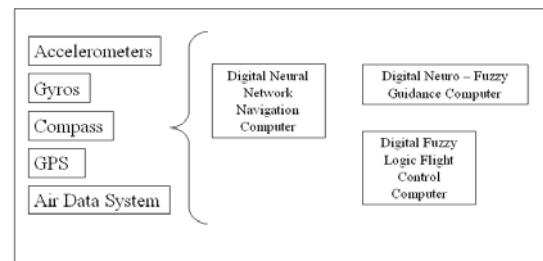 Accelerometers
Gyros
Compass
GPS
Air Data System
Digital Neural
Network
Navigation
Computer
Digital Neuro – Fuzzy
Guidance Computer
Digital Fuzzy
Logic Flight
Control
Computer